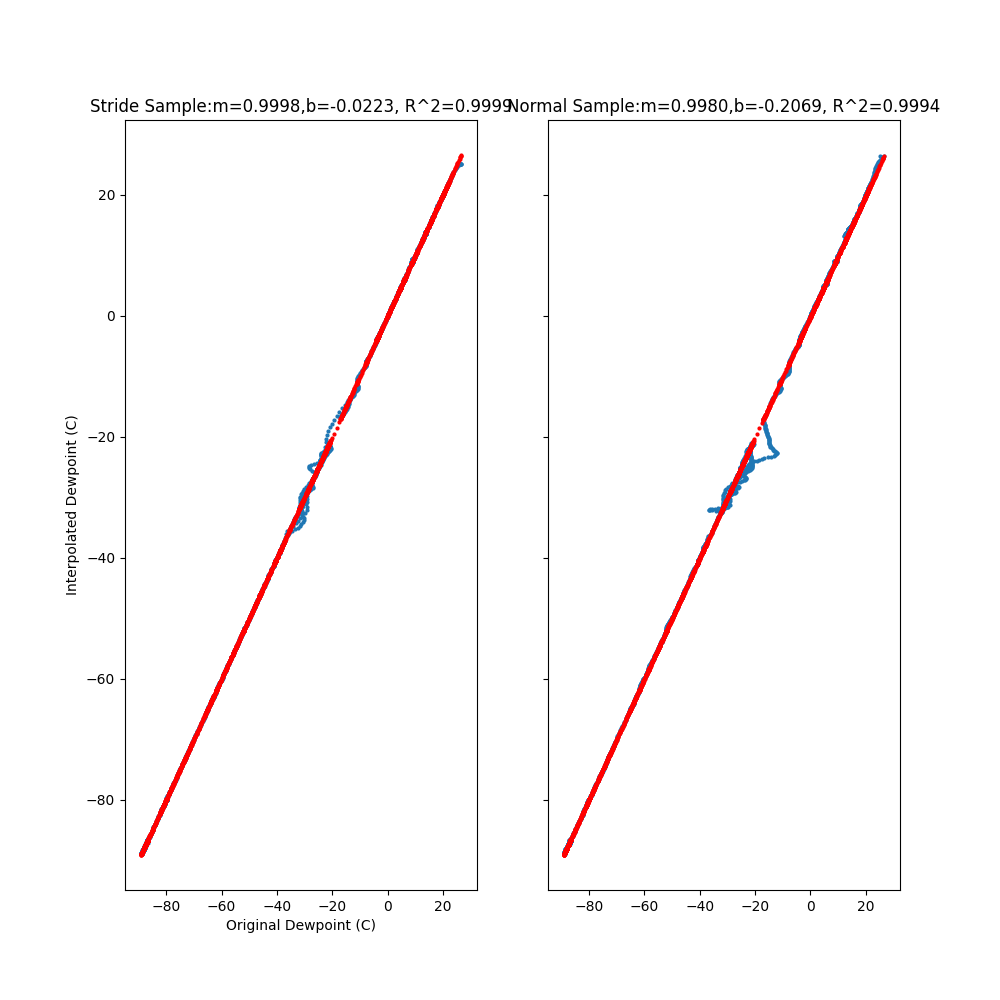 Stride Sample:m=0.9998,b=-0.0223, R^2=0.9999
Normal Sample:m=0.9980,b=-0.2069, R^2=0.9994
Interpolated Dewpoint (C)
20
0
−20
−40
−60
−80
−80 −60 −40 −20 0 20
−80 −60 −40 −20 0 20
Original Dewpoint (C)